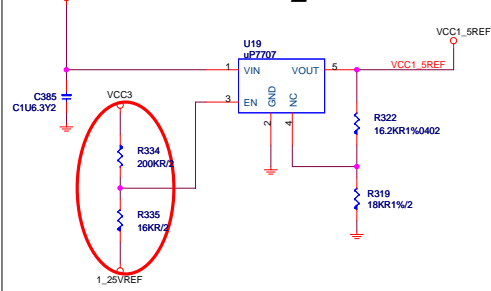 VCC1_5REF
U19
uP7707
1
VIN
VOUT
5
VCC1_5REF
3
EN
GND
NC
2
4
C385
C1U6.3Y2
VCC3
R334
200KR/2
R335
16KR/2
1_25VREF
R322
16.2KR1%0402
R319
18KR1%/2